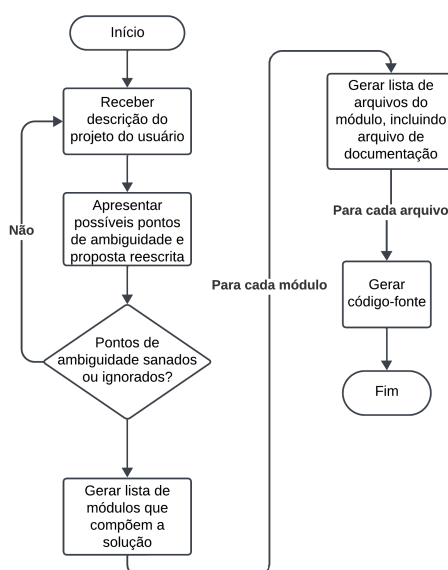 Início
Receber
descrição do
projeto do usuário
Apresentar
possíveis pontos
de ambiguidade e
proposta reescrita
Não
Pontos de
ambiguidade sanados
ou ignorados?
Gerar lista de
módulos que
compõem a
solução
Para cada módulo
Gerar lista de
arquivos do
módulo, incluindo
arquivo de
documentação
Para cada arquivo
Gerar
código-fonte
Fim